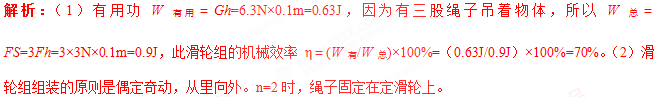 解析：（1）有用功 W 有用 = Gh=6.3N×0.1m=0.63J，因为有三股绳子吊着物体，所以 W 总 =
FS=3Fh=3×3N×0.1m=0.9J，此滑轮组的机械效率 η = (W 有/W 总)×100%=（0.63J/0.9J）×100%=70%。（2）滑
轮组组装的原则是偶定奇动，从里向外。n=2 时，绳子固定在定滑轮上。